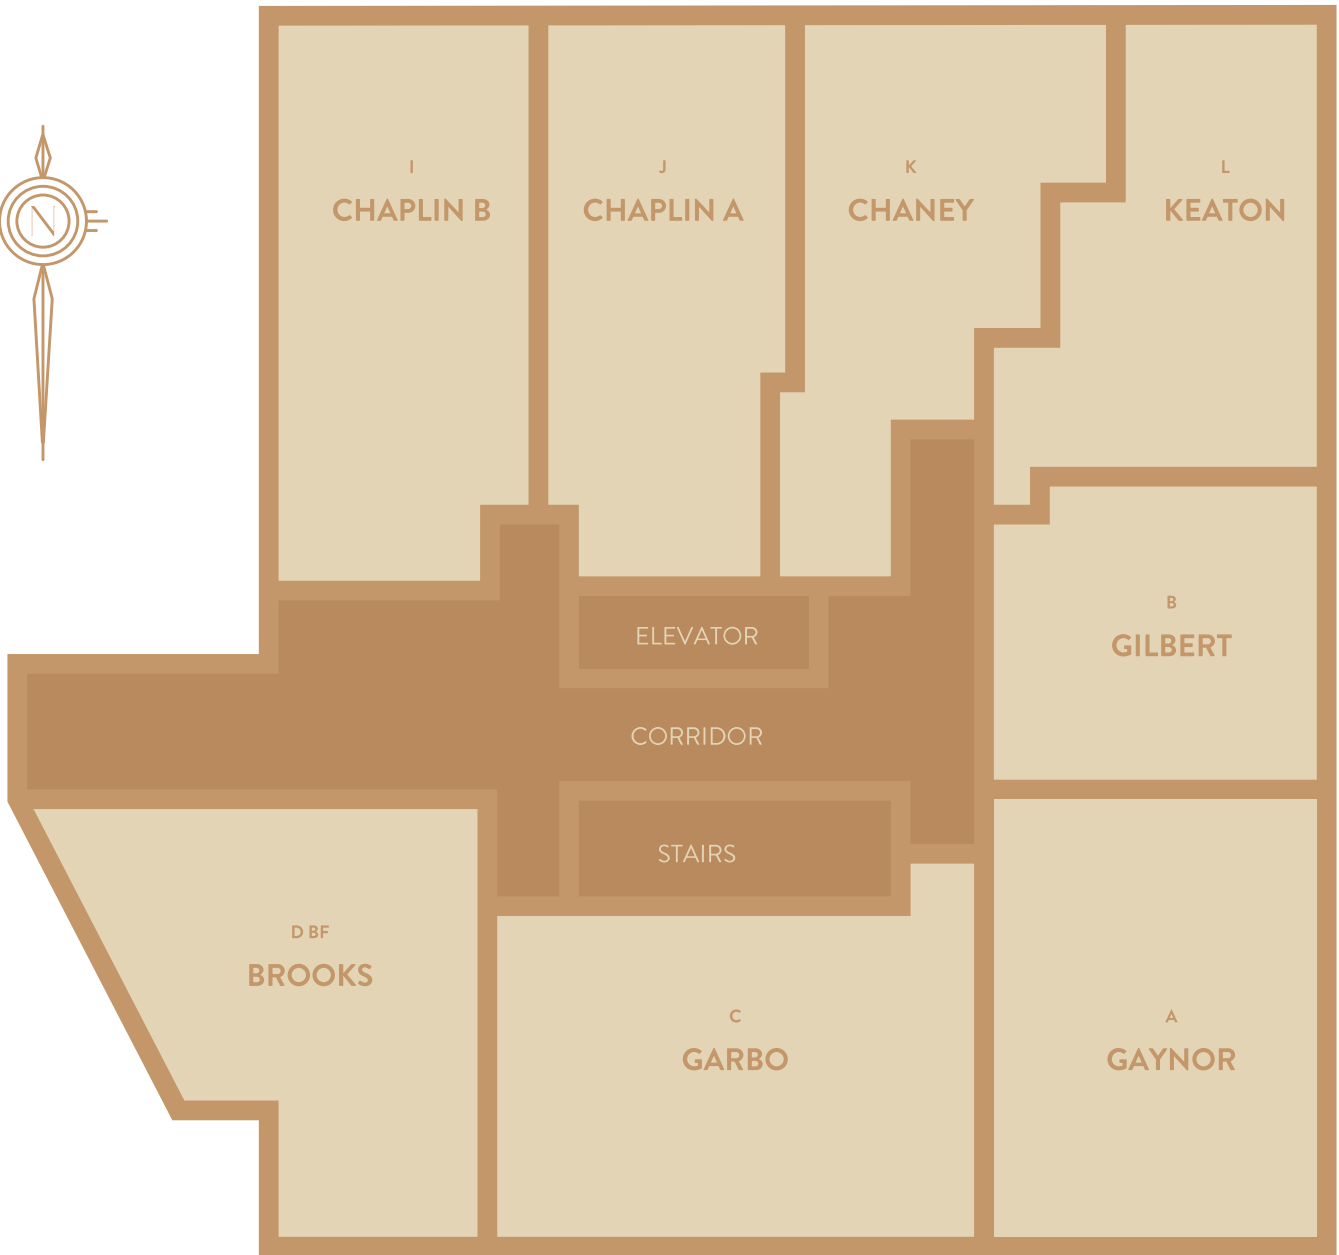 I
CHAPLIN B
J
CHAPLIN A
K
CHANEY
L
KEATON
N
B
GILBERT
ELEVATOR
CORRIDOR
STAIRS
D BF
BROOKS
C
GARBO
A
GAYNOR